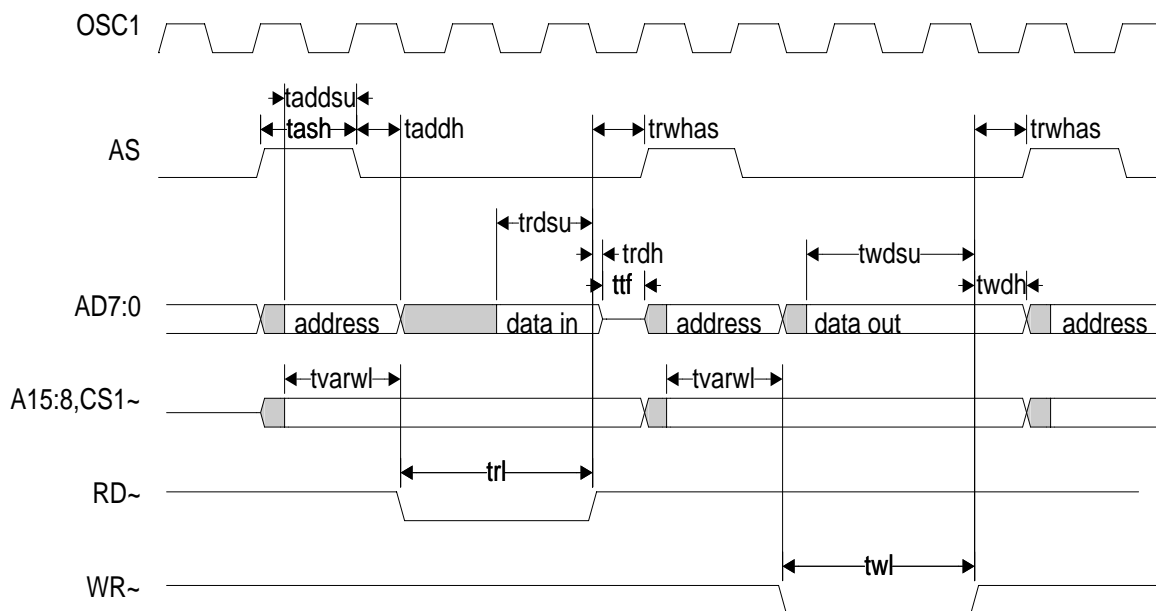 OSC1
taddsu
tash
taddh
trwhas
trwhas
AS
trdsu
trdh
twdsu
ttf
twdh
AD7:0
address
data in
address
data out
address
tvarwl
tvarwl
A15:8,CS1~
trl
RD~
twl
WR~